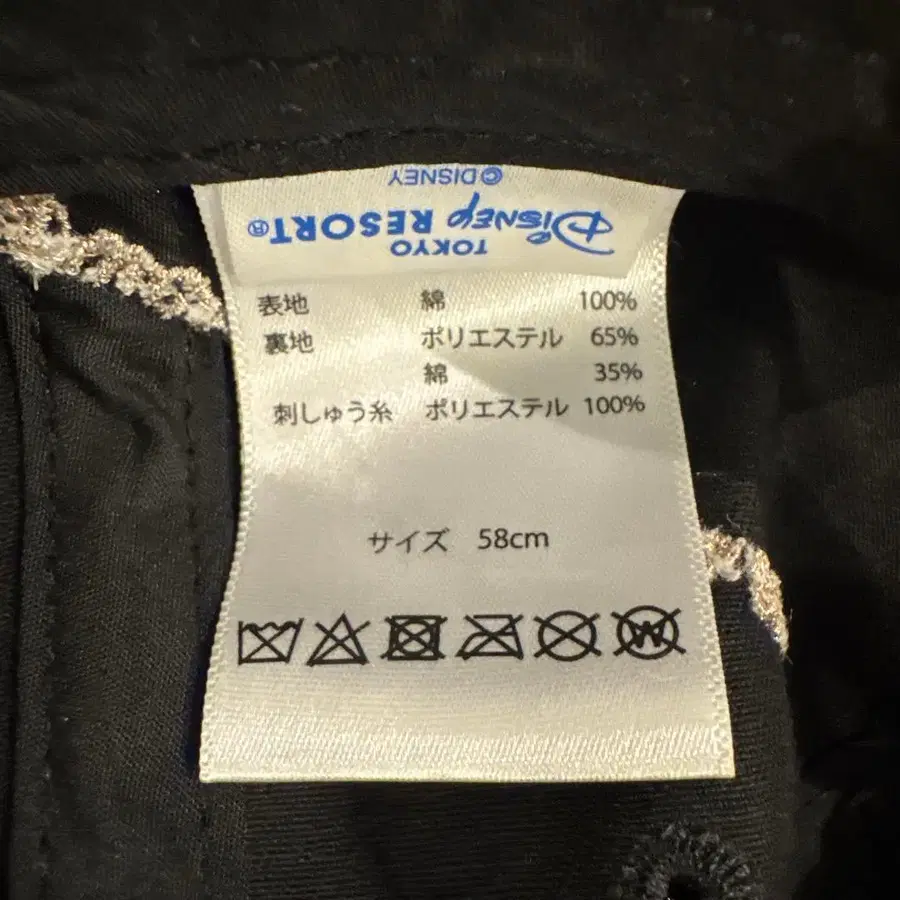 © DISNEY
TOKYO
DISNEY RESORT®
表地 綿 100%
裏地 ポリエステル 65%
綿 35%
刺しゅう糸 ポリエステル 100%
サイズ 58cm
W